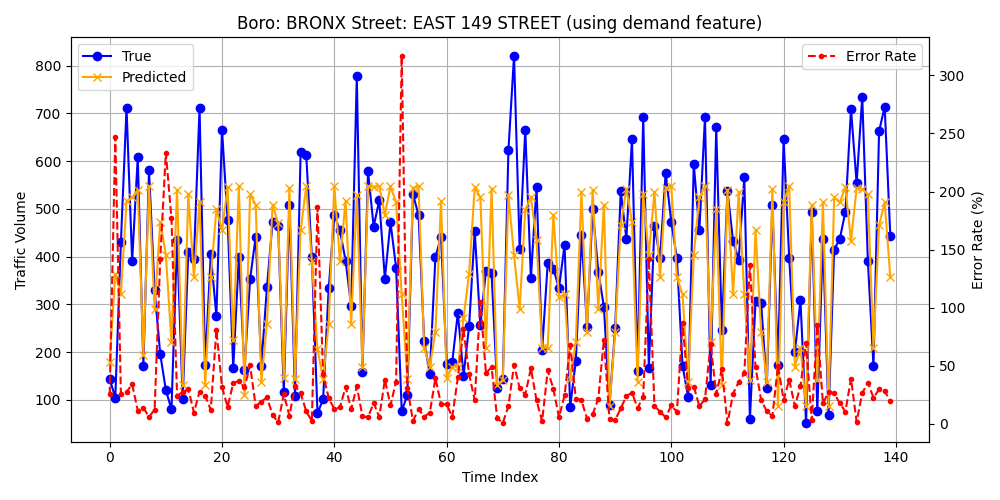 Boro: BRONX Street: EAST 149 STREET (using demand feature)
True
Predicted
Error Rate
Traffic Volume
800
700
600
500
400
300
200
100
300
250
200
150
100
50
0
Error Rate (%)
0 20 40 60 80 100 120 140
Time Index